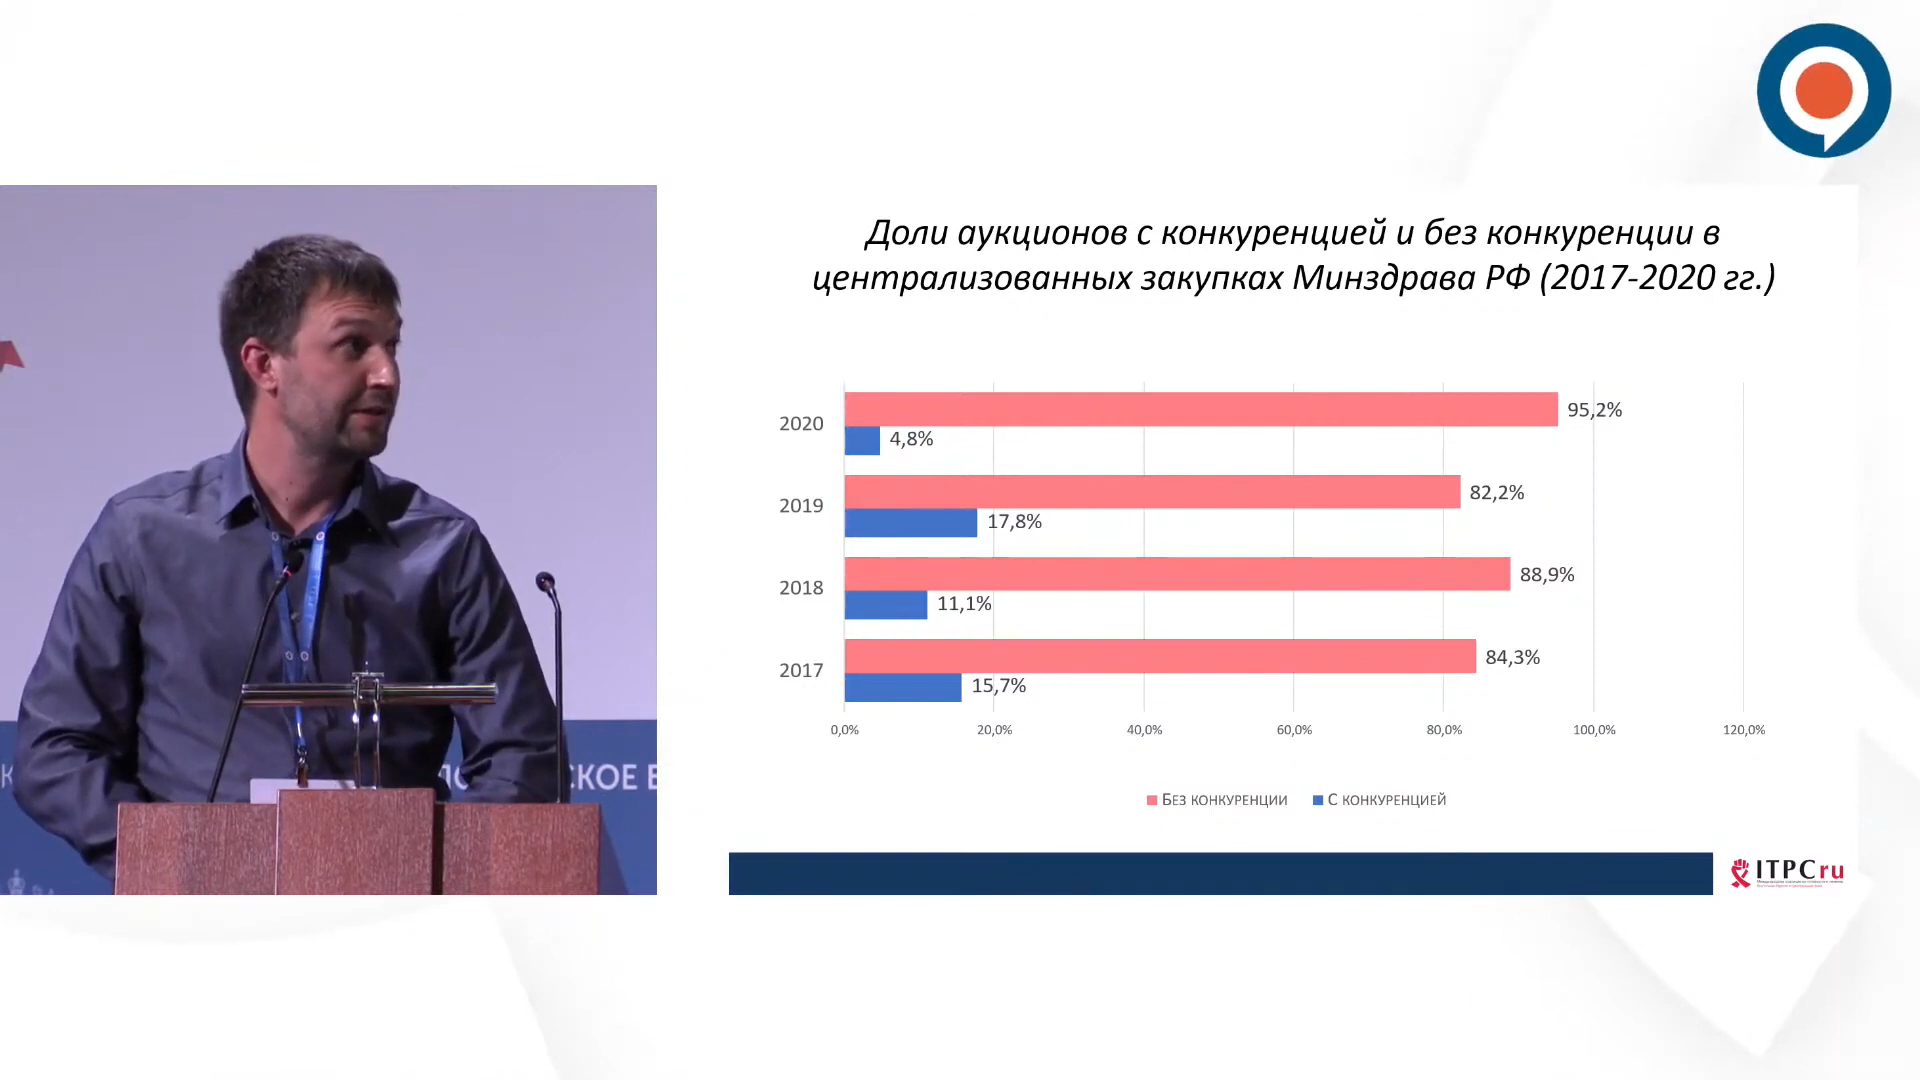 Доли аукционов с конкуренцией и без конкуренции в
централизованных закупках Минздрава РФ (2017-2020 гг.)
2020
95,2%
4,8%
2019
82,2%
17,8%
2018
88,9%
11,1%
2017
84,3%
15,7%
0,0% 20,0% 40,0% 60,0% 80,0% 100,0% 120,0%
Без конкуренции С конкуренцией
ITPCru
СКОЕ